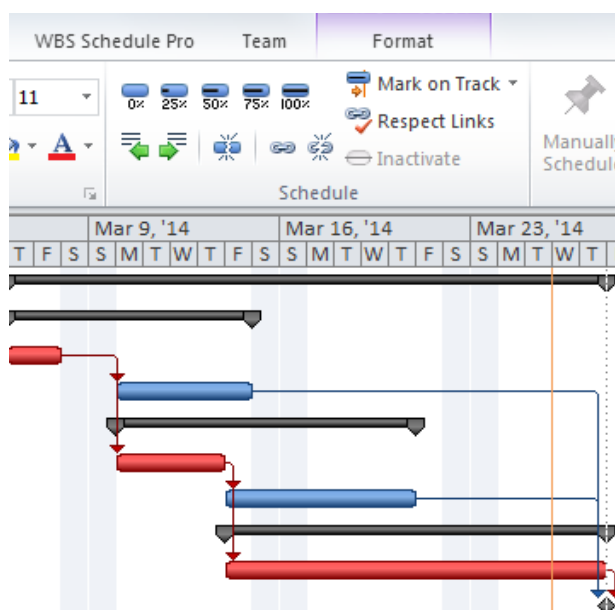 WBS Schedule Pro Team Format
11 0% 25% 50% 75% 100% Mark on Track
Respect Links
A Inactivate
Manually
Schedule
Schedule
Mar 9, '14 Mar 16, '14 Mar 23, '14
T F S S M T W T F S S M T W T F S S M T W T